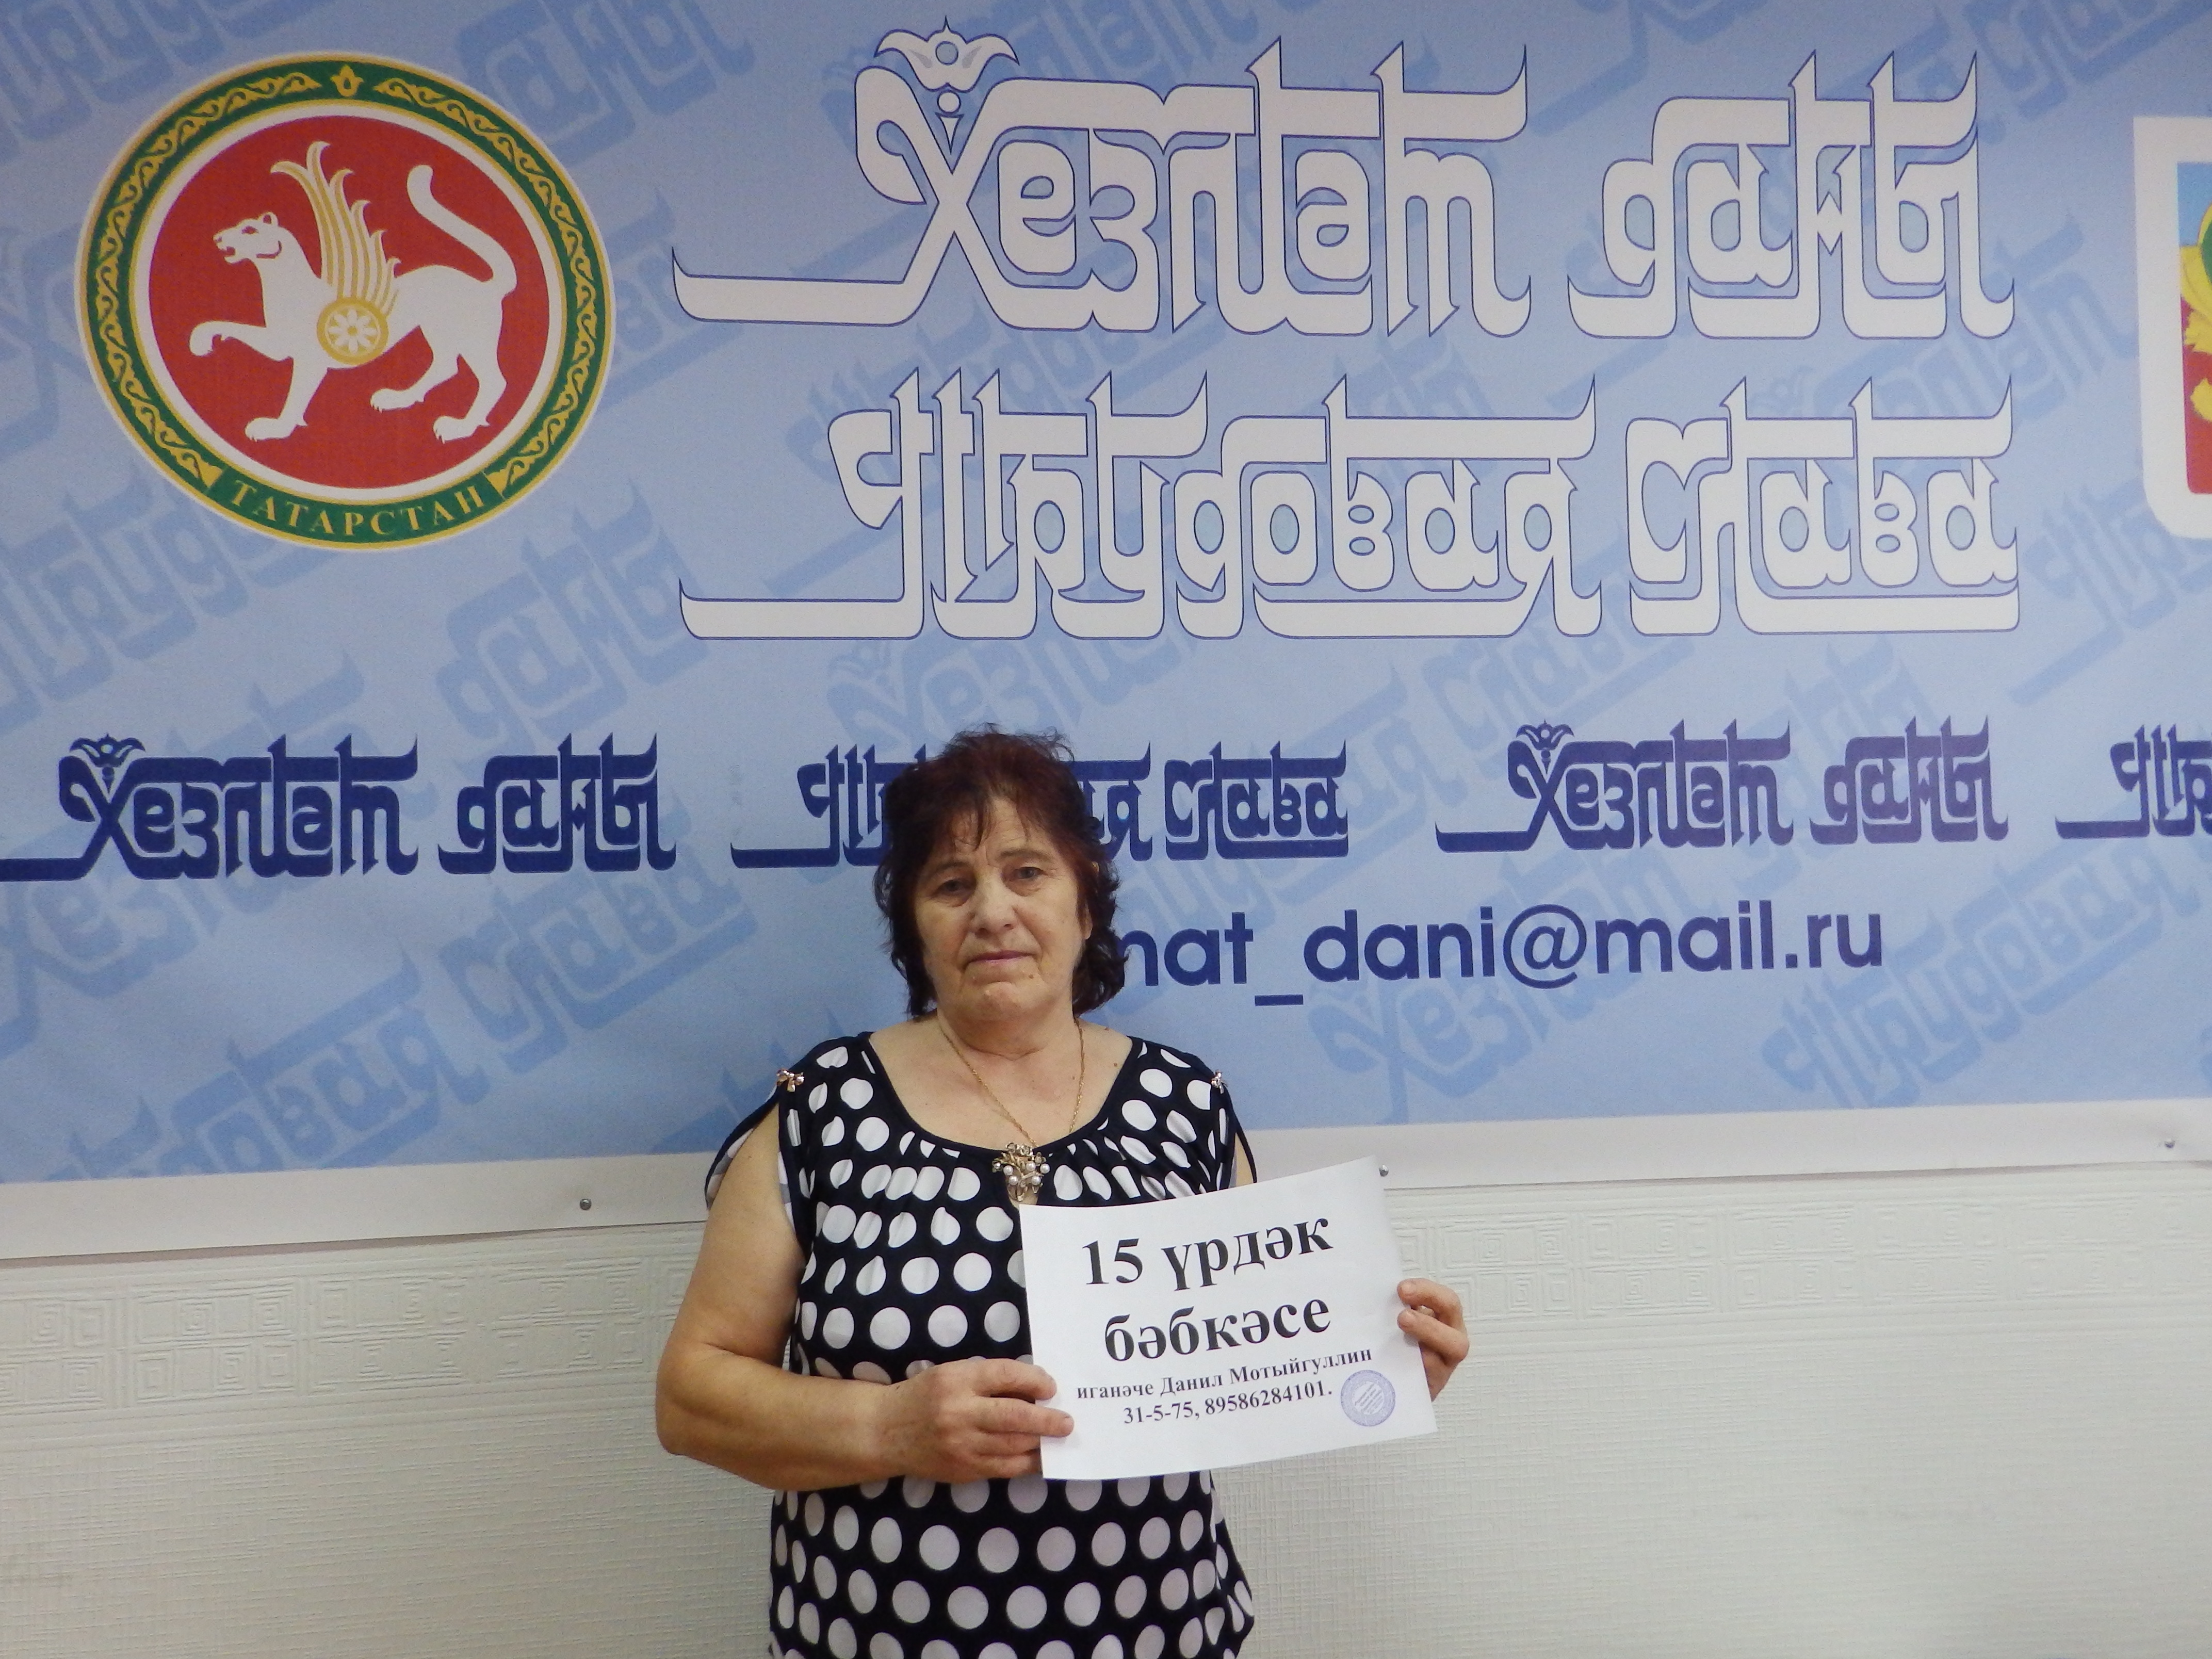 Хезмәт даны
Трудовая слава
ТАТАРСТАН
Хезмәт даны
слава
Хезмәт даны
mat_dani@mail.ru
15 үрдәк
бәбкәсе
иганәче Данил Мотыйгуллин
31-5-75, 89586284101.